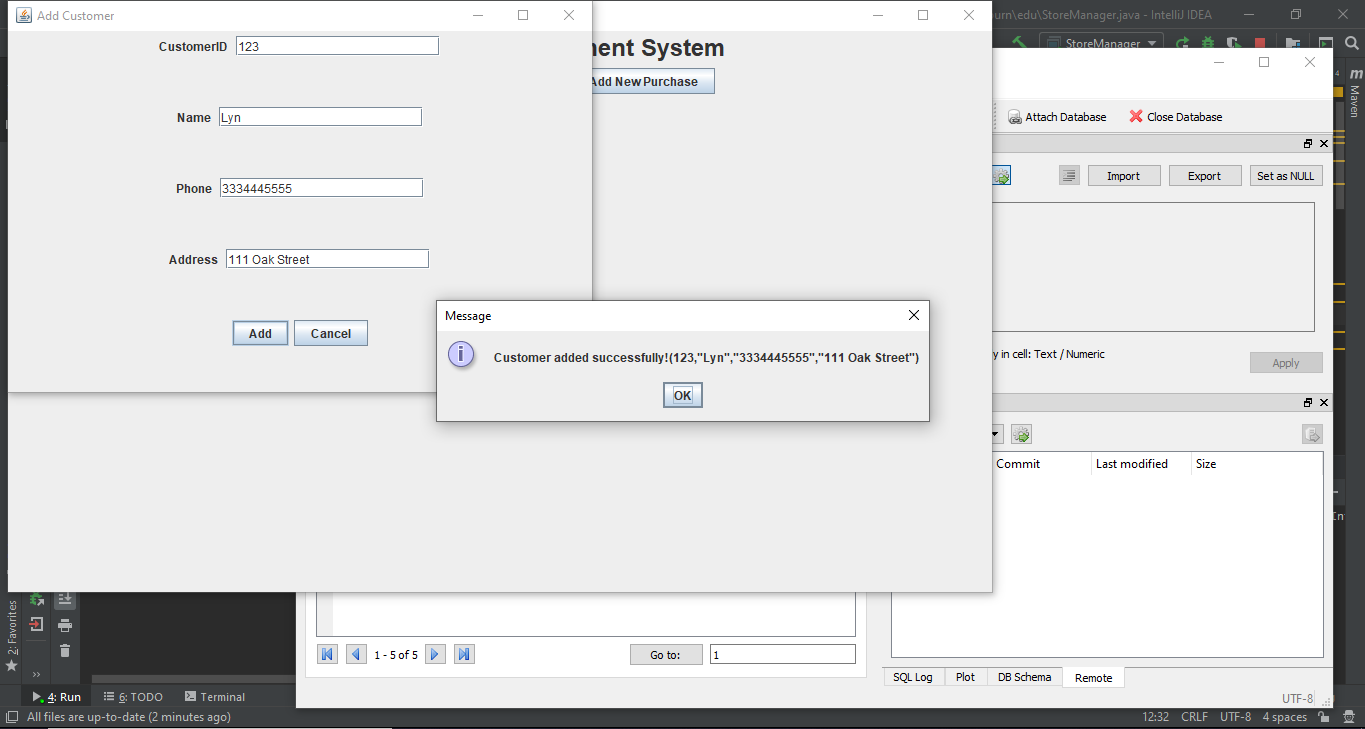 Add Customer
CustomerID 123
Name Lyn
Phone 3334445555
Address 111 Oak Street
Add Cancel
ent System
Add New Purchase
Message
Customer added successfully!(123,"Lyn","3334445555","111 Oak Street")
OK
urn\edu\StoreManager.java - IntelliJ IDEA
StoreManager
Maven
Attach Database Close Database
Import Export Set as NULL
y in cell: Text / Numeric
Apply
Commit Last modified Size
1 - 5 of 5 Go to: 1
SQL Log Plot DB Schema Remote
UTF-8
2: Favorites
4: Run 6: TODO Terminal
All files are up-to-date (2 minutes ago)
12:32 CRLF UTF-8 4 spaces